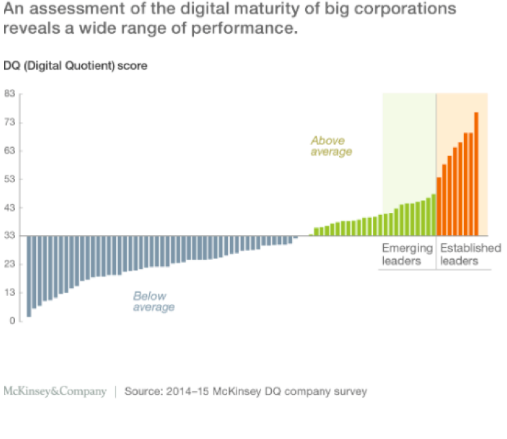 An assessment of the digital maturity of big corporations
reveals a wide range of performance.
DQ (Digital Quotient) score
83
73
63
53
43
33
23
13
0
Above
average
Below
average
Emerging
leaders
Established
leaders
McKinsey&Company | Source: 2014–15 McKinsey DQ company survey